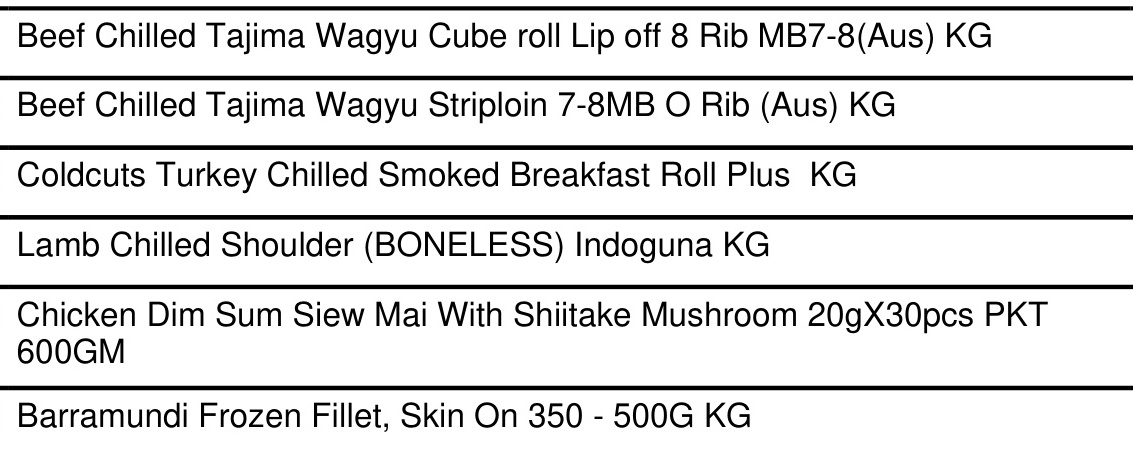 Beef Chilled Tajima Wagyu Cube roll Lip off 8 Rib MB7-8(Aus) KG
Beef Chilled Tajima Wagyu Striploin 7-8MB O Rib (Aus) KG
Coldcuts Turkey Chilled Smoked Breakfast Roll Plus  KG
Lamb Chilled Shoulder (BONELESS) Indoguna KG
Chicken Dim Sum Siew Mai With Shiitake Mushroom 20gX30pcs PKT
600GM
Barramundi Frozen Fillet, Skin On 350 - 500G KG